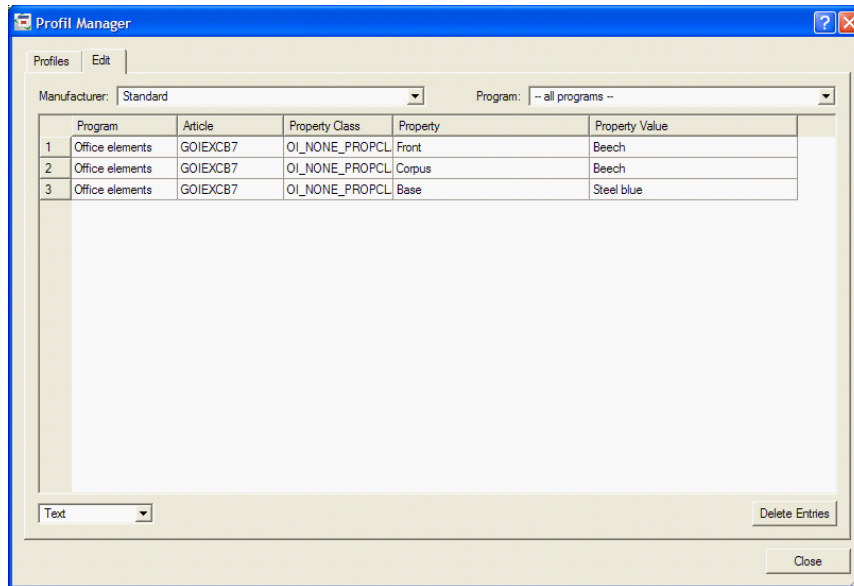 Profil Manager
Profiles Edit
Manufacturer: Standard Program: -- all programs --
Program Article Property Class Property Property Value
1 Office elements GOIEXCB7 OI_NONE_PROPCL Front Beech
2 Office elements GOIEXCB7 OI_NONE_PROPCL Corpus Beech
3 Office elements GOIEXCB7 OI_NONE_PROPCL Base Steel blue
Text Delete Entries
Close